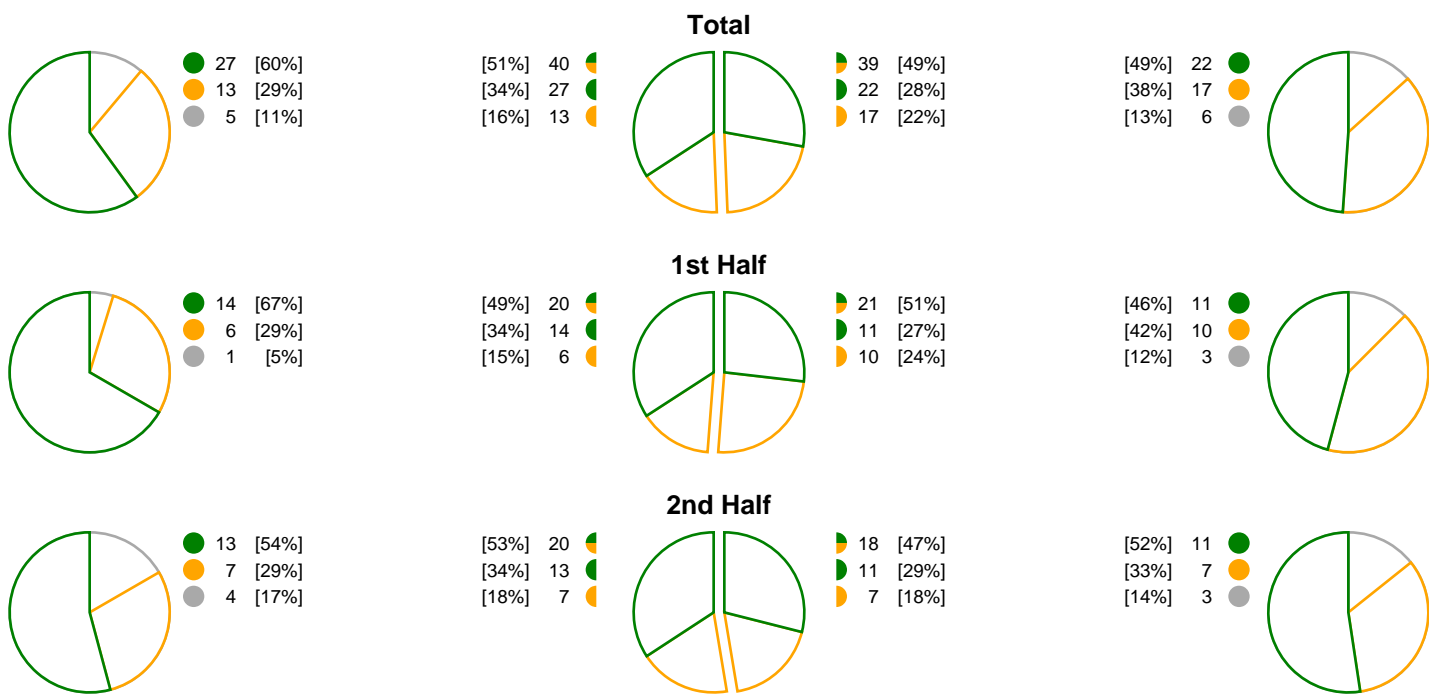 Total
27 [60%] [51%] 40 39 [49%] [49%] 22
13 [29%] [34%] 27 22 [28%] [38%] 17
5 [11%] [16%] 13 17 [22%] [13%] 6
1st Half
14 [67%] [49%] 20 21 [51%] [46%] 11
6 [29%] [34%] 14 11 [27%] [42%] 10
1 [5%] [15%] 6 10 [24%] [12%] 3
2nd Half
13 [54%] [53%] 20 18 [47%] [52%] 11
7 [29%] [34%] 13 11 [29%] [33%] 7
4 [17%] [18%] 7 7 [18%] [14%] 3